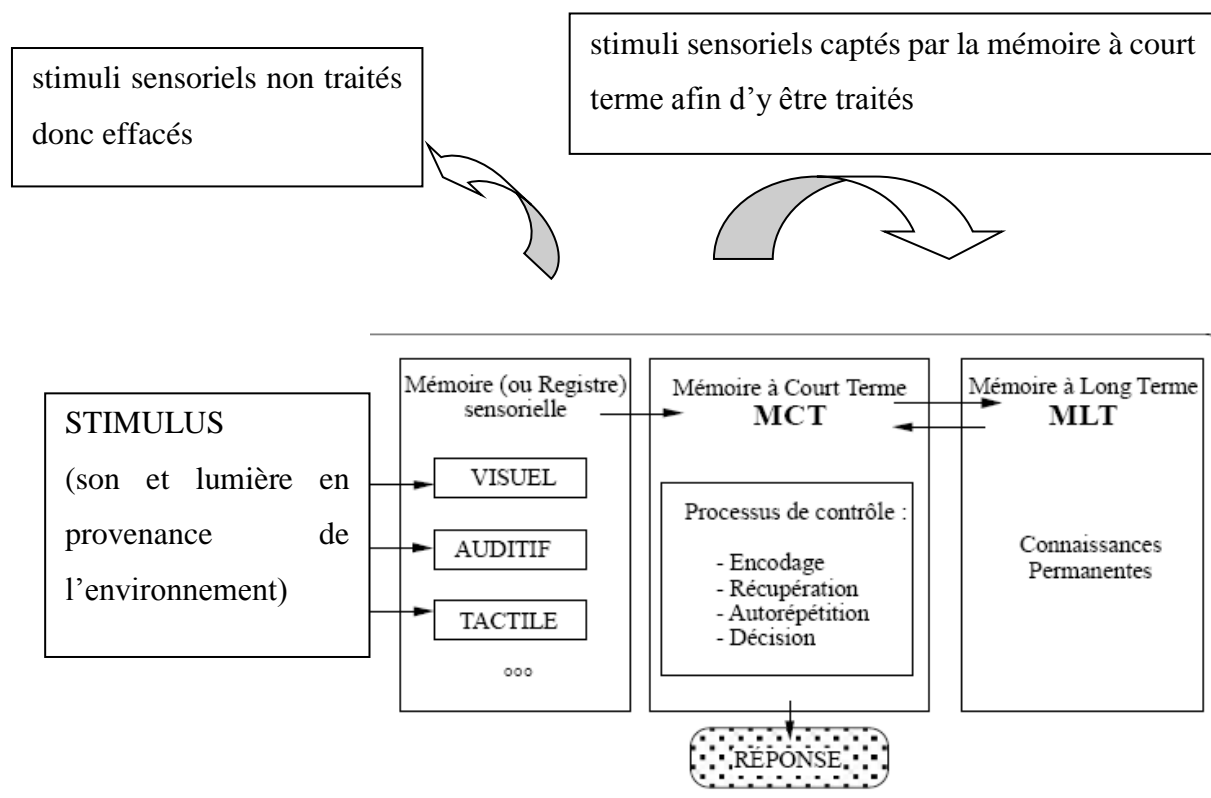 stimuli sensoriels non traités
donc effacés
stimuli sensoriels captés par la mémoire à court
terme afin d’y être traités
STIMULUS
(son et lumière en
provenance de
l’environnement)
Mémoire (ou Registre)
sensorielle
VISUEL
AUDITIF
TACTILE
°°°
Mémoire à Court Terme
MCT
Processus de contrôle :
- Encodage
- Récupération
- Autorépétition
- Décision
RÉPONSE
Mémoire à Long Terme
MLT
Connaissances
Permanentes